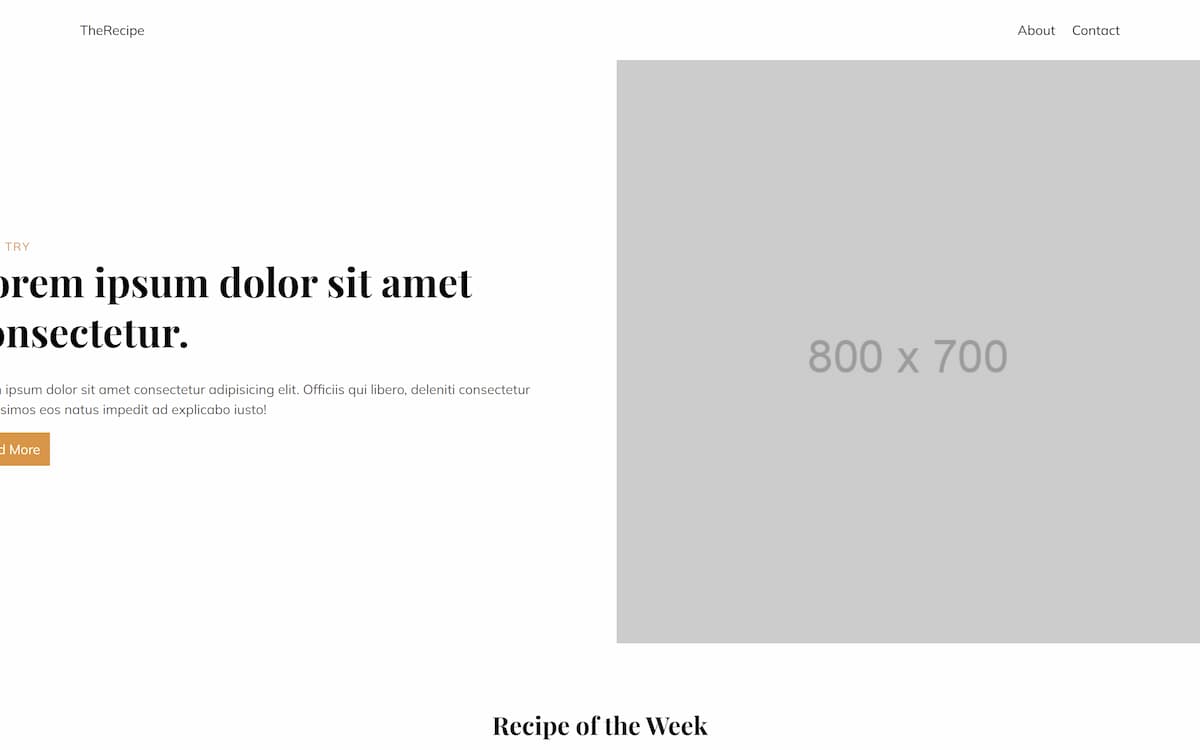 TheRecipe
About Contact
TRY
orem ipsum dolor sit amet
onsectetur.
ipsum dolor sit amet consectetur adipisicing elit. Officiis qui libero, deleniti consectetur
simos eos natus impedit ad explicabo iusto!
d More
800 x 700
Recipe of the Week